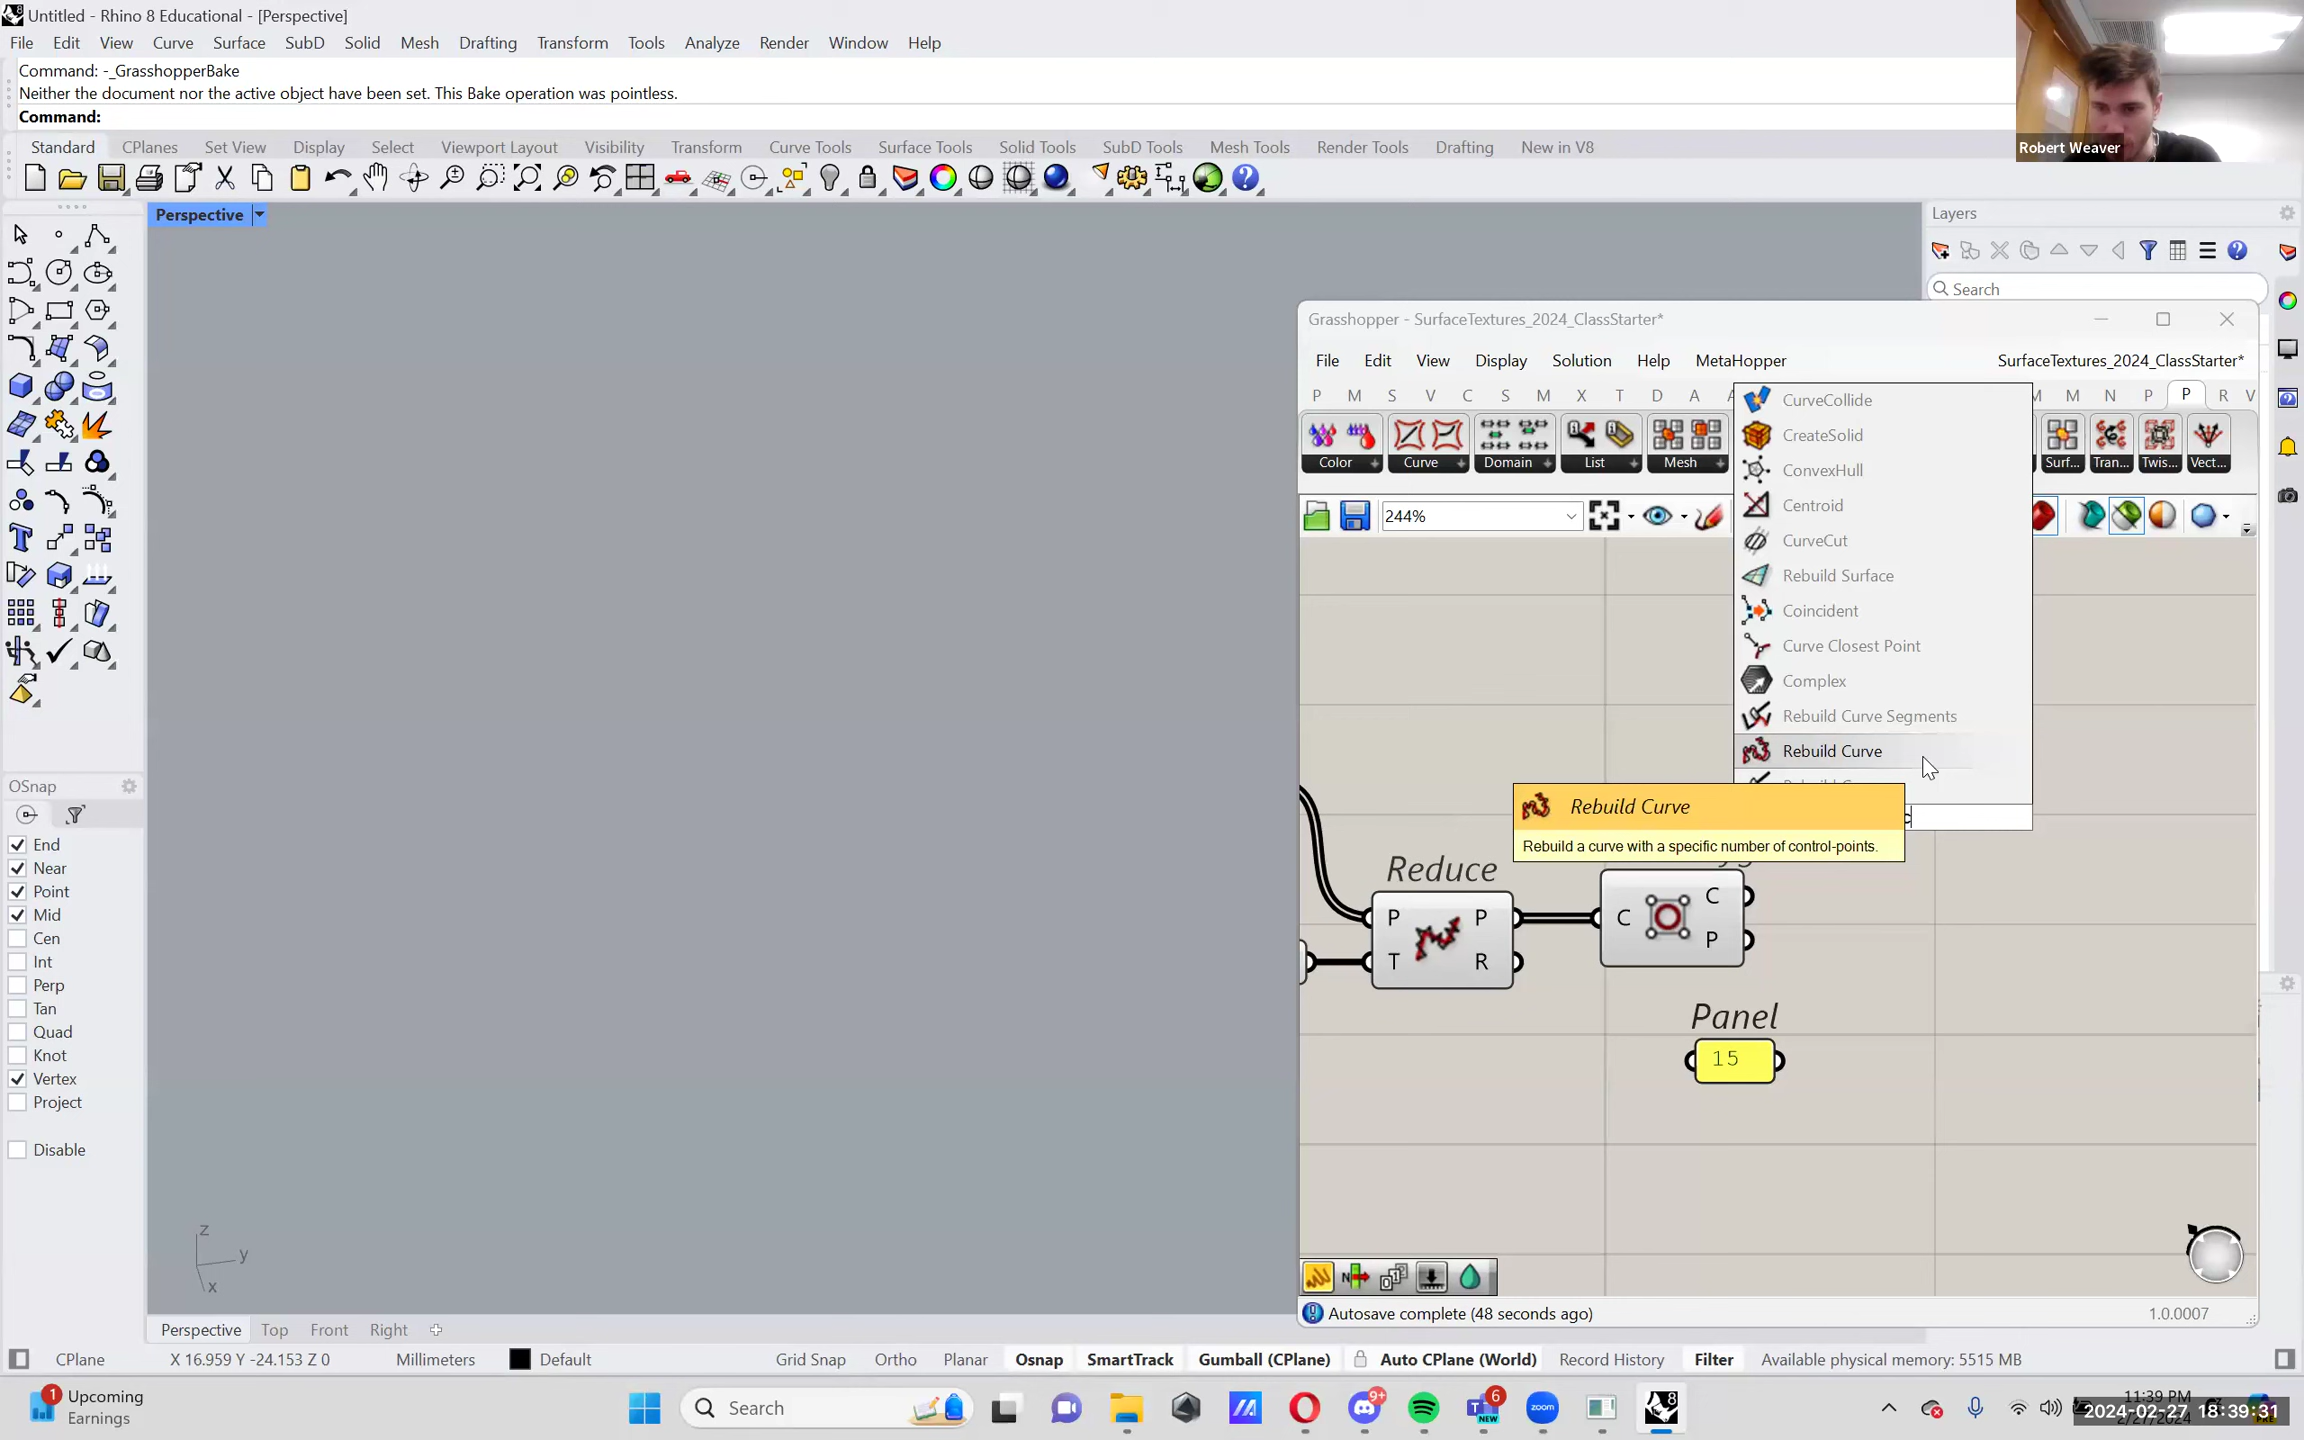 Untitled - Rhino 8 Educational - [Perspective]
File Edit View Curve Surface SubD Solid Mesh Drafting Transform Tools Analyze Render Window Help
Command: -_GrasshopperBake
Neither the document nor the active object have been set. This Bake operation was pointless.
Command:
Robert Weaver
Standard CPlanes Set View Display Select Viewport Layout Visibility Transform Curve Tools Surface Tools Solid Tools SubD Tools Mesh Tools Render Tools Drafting New in V8
Perspective
Layers
Search
Grasshopper - SurfaceTextures_2024_ClassStarter*
File Edit View Display Solution Help MetaHopper SurfaceTextures_2024_ClassStarter*
P M S V C S M X T D A M N P P R V
Color Curve Domain List Mesh Surf... Tran... Twis... Vect...
244%
CurveCollide
CreateSolid
ConvexHull
Centroid
CurveCut
Rebuild Surface
Coincident
Curve Closest Point
Complex
Rebuild Curve Segments
Rebuild Curve
Rebuild Curve
Rebuild a curve with a specific number of control-points.
Reduce
P P
T R
C C
P
Panel
15
OSnap
End
Near
Point
Mid
Cen
Int
Perp
Tan
Quad
Knot
Vertex
Project
Disable
z
y
x
Autosave complete (48 seconds ago)
1.0.0007
Perspective Top Front Right
CPlane X 16.959 Y -24.153 Z 0 Millimeters Default Grid Snap Ortho Planar Osnap SmartTrack Gumball (CPlane) Auto CPlane (World) Record History Filter Available physical memory: 5515 MB
1
Upcoming
Earnings
Search
9+
6
NEW
zoom
8
11:39 PM
2024-02-27 18:39:31